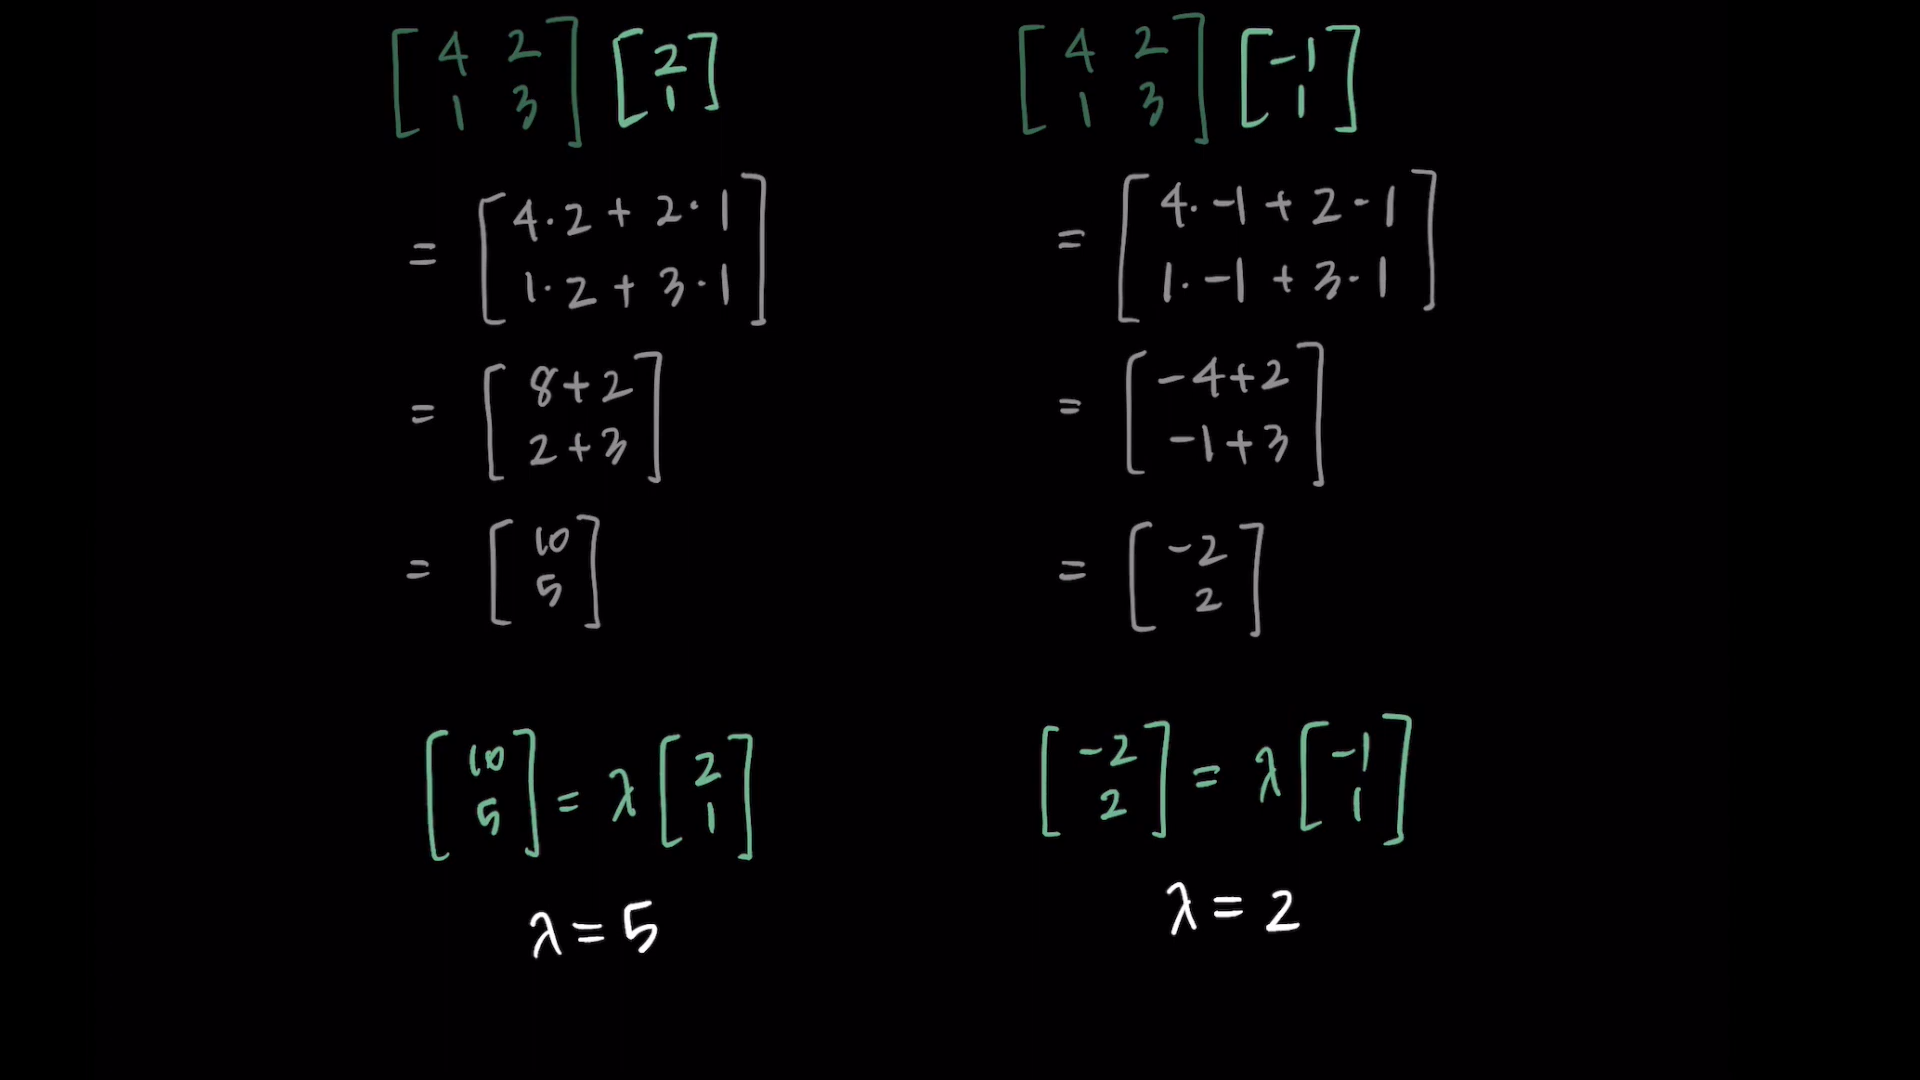 [4 2] [2]
[1 3] [1]
= [4·2 + 2·1]
[1·2 + 3·1]
= [8+2]
[2+3]
= [10]
[5]
[10] = λ [2]
[5] [1]
λ = 5
[4 2] [-1]
[1 3] [1]
= [4·-1 + 2·1]
[1·-1 + 3·1]
= [-4+2]
[-1+3]
= [-2]
[2]
[-2] = λ [-1]
[2] [1]
λ = 2